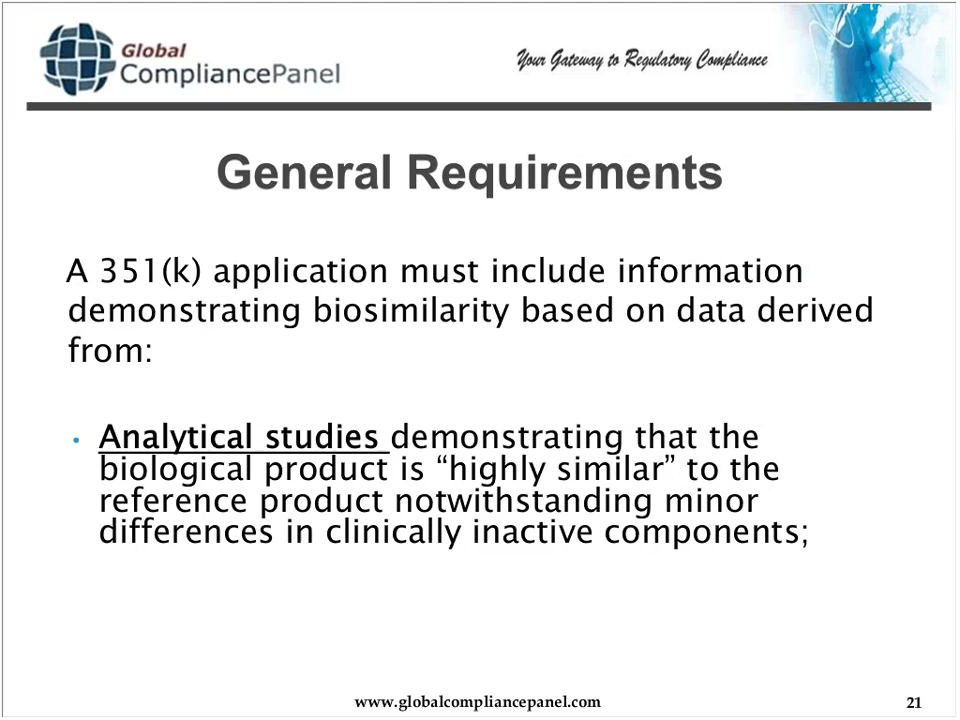 Global
CompliancePanel
Your Gateway to Regulatory Compliance
General Requirements
A 351(k) application must include information
demonstrating biosimilarity based on data derived
from:
• Analytical studies demonstrating that the
biological product is “highly similar” to the
reference product notwithstanding minor
differences in clinically inactive components;
www.globalcompliancepanel.com
21